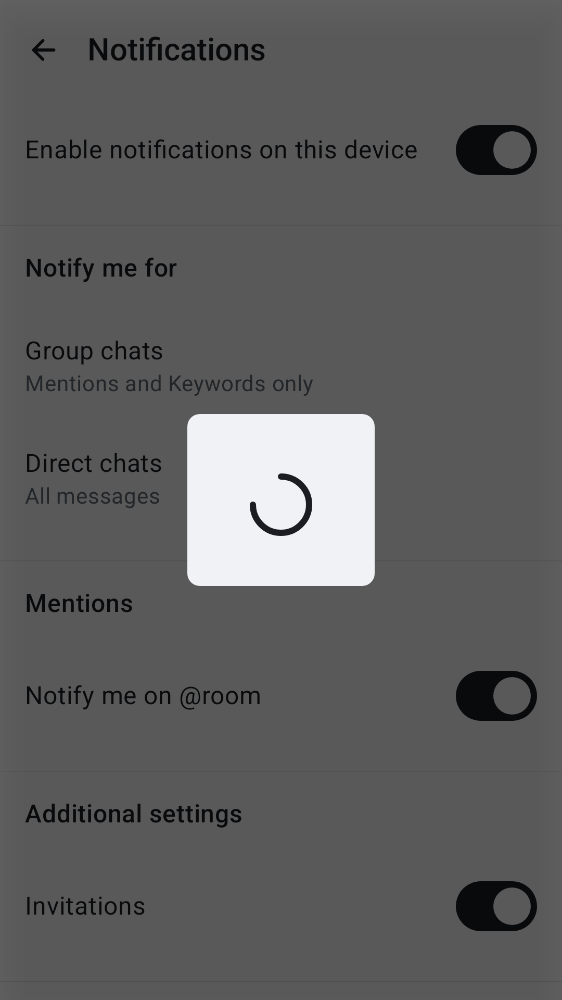 Notifications
Enable notifications on this device
Notify me for
Group chats
Mentions and Keywords only
Direct chats
All messages
Mentions
Notify me on @room
Additional settings
Invitations